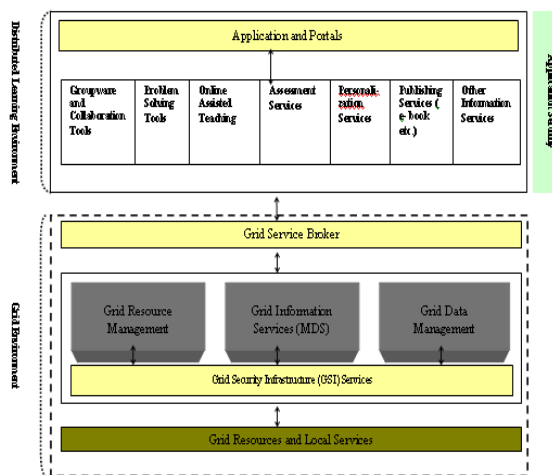 Distributed Learning Environment
Application and Portals
Groupware
and
Collaboration
Tools
Problem
Solving
Tools
Online
Assisted
Teaching
Assessment
Services
Personali-
zation
Services
Publishing
Services (
e- book
etc.)
Other
Information
Services
Grid Environment
Grid Service Broker
Grid Resource
Management
Grid Information
Services (MDS)
Grid Data
Management
Grid Security Infrastructure (GSI) Services
Grid Resources and Local Services